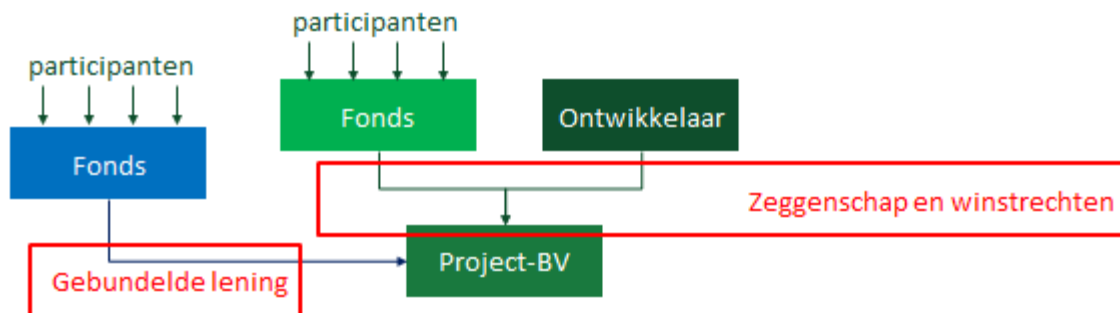 participanten
participanten
Fonds
Ontwikkelaar
Fonds
Zeggenschap en winstrechten
Project-BV
Gebundelde lening